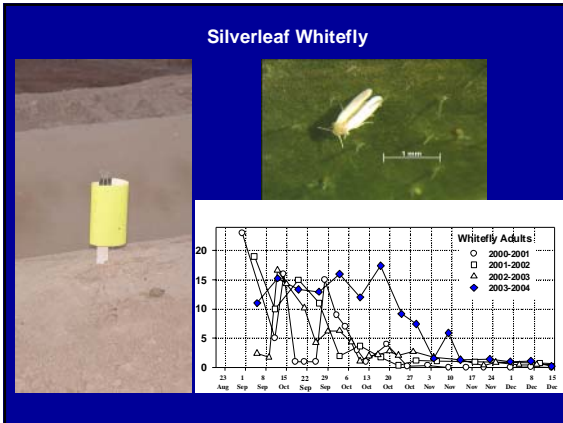 Silverleaf Whitefly
1 mm
Whitefly Adults
2000-2001
2001-2002
2002-2003
2003-2004
20
15
10
5
0
23 1 8 15 22 29 6 13 20 27 3 10 17 24 1 8 15
Aug Sep Sep Oct Sep Sep Oct Oct Oct Oct Nov Nov Nov Nov Dec Dec Dec